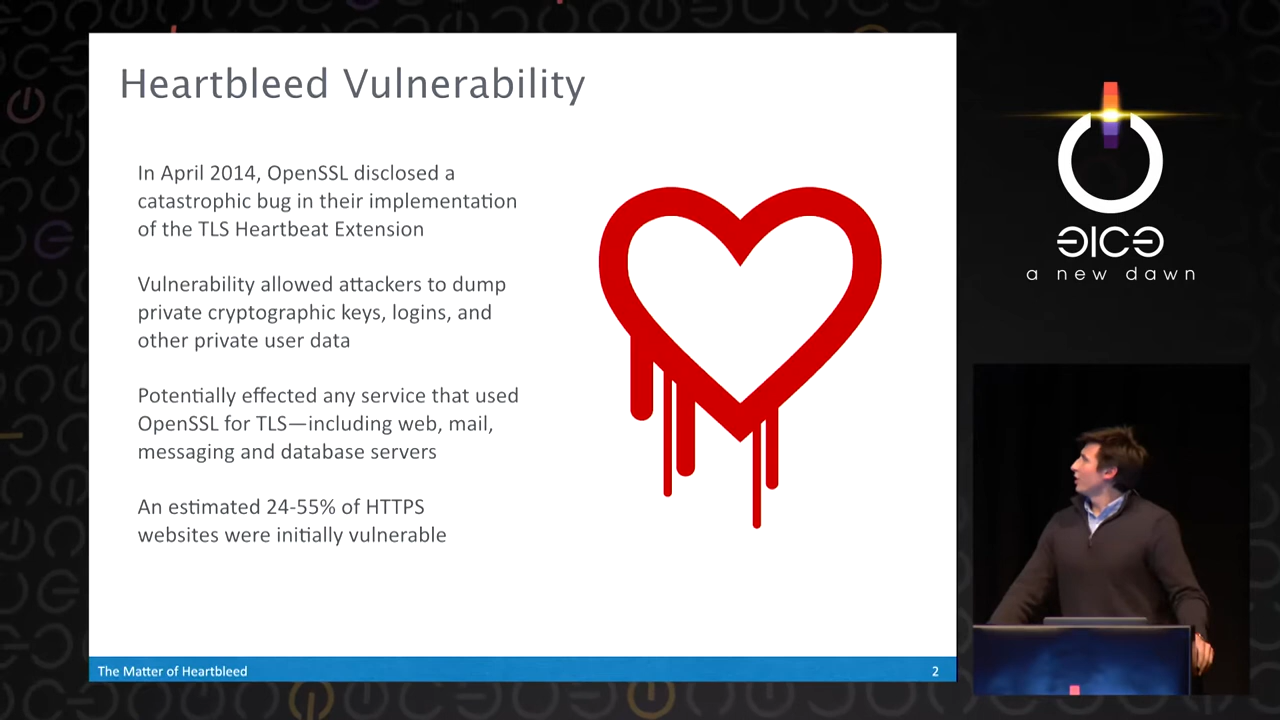 Heartbleed Vulnerability
In April 2014, OpenSSL disclosed a
catastrophic bug in their implementation
of the TLS Heartbeat Extension
Vulnerability allowed attackers to dump
private cryptographic keys, logins, and
other private user data
Potentially effected any service that used
OpenSSL for TLS—including web, mail,
messaging and database servers
An estimated 24-55% of HTTPS
websites were initially vulnerable
The Matter of Heartbleed
2
a new dawn